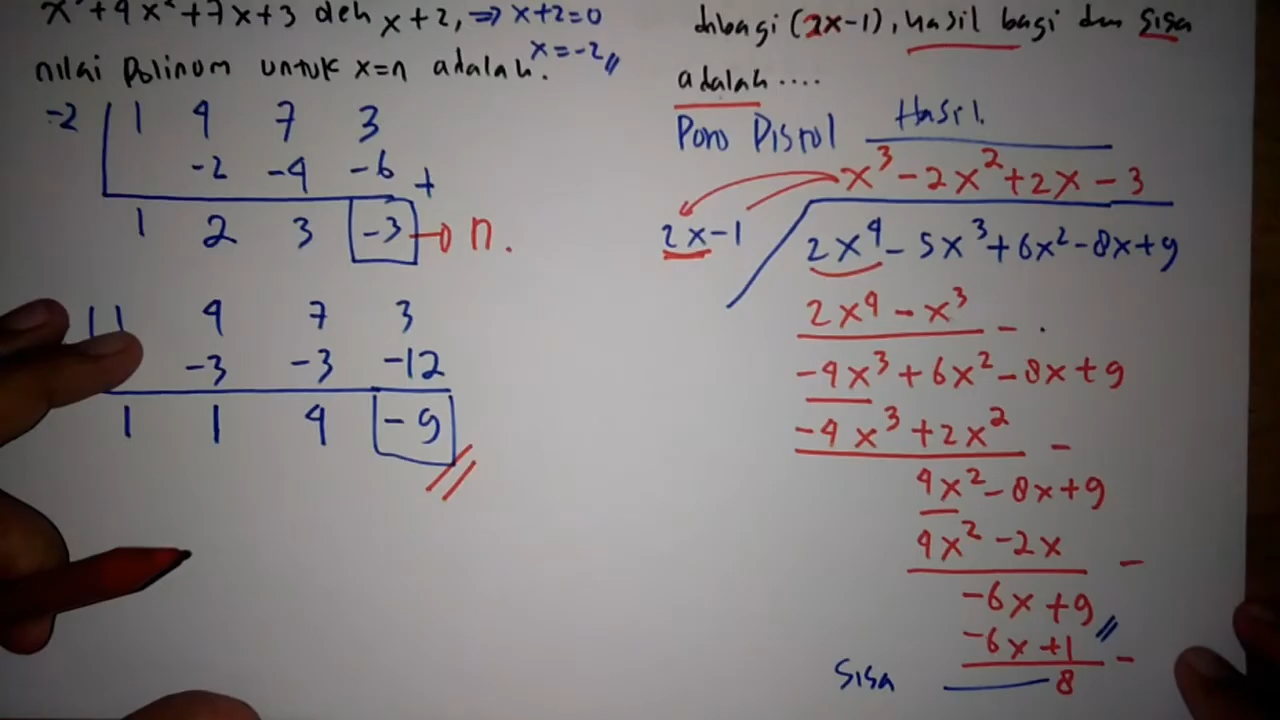 x³+4x²+7x+3 deh x+2, ⇒ x+2=0
x=-2
nilai Polinom untuk x=n adalah.
-2 1 4 7 3
-2 -4 -6 +
1 2 3 -3 → n.
4 7 3
-3 -3 -12
1 1 4 -9
dibagi (2x-1), hasil bagi dan sisa
adalah....
Poro Pistol Hasil.
x³-2x²+2x-3
2x-1 2x⁴-5x³+6x²-8x+9
2x⁴-x³ -
-4x³+6x²-8x+9
-4x³+2x² -
4x²-8x+9
4x²-2x -
-6x+9
-6x+1 -
Sisa 8